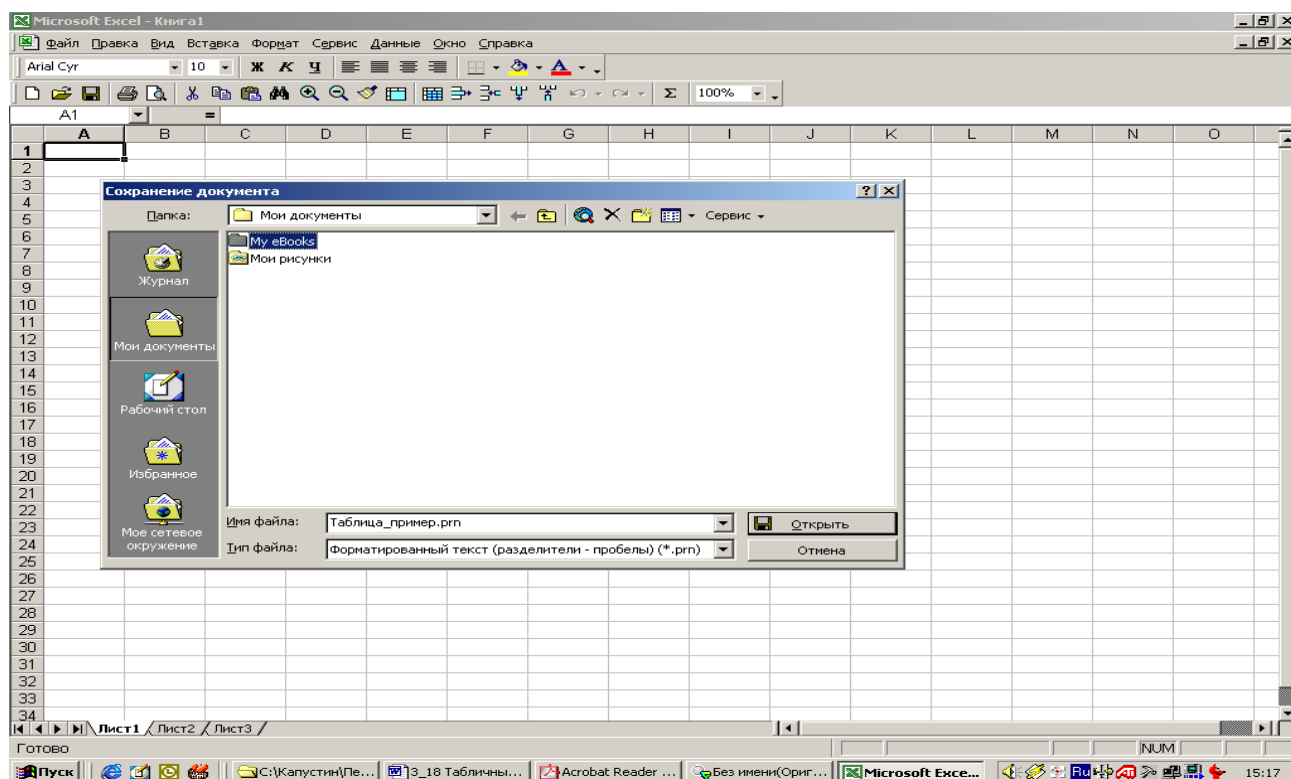 Microsoft Excel - Книга1
Файл Правка Вид Вставка Формат Сервис Данные Окно Справка
Arial Cyr 10 Ж К Ч A
Σ 100%
A1 =
A B C D E F G H I J K L M N O
1
2
3
Сохранение документа
4
Папка: Мои документы Сервис
5
6
My eBooks
7
Мои рисунки
8
Журнал
9
10
11
12
Мои документы
13
14
15
16
Рабочий стол
17
18
19
20
Избранное
21
22
Имя файла: Таблица_пример.prn Открыть
23
Мое сетевое окружение
24
Тип файла: Форматированный текст (разделители - пробелы) (*.prn) Отмена
25
26
27
28
29
30
31
32
33
34
Лист1 Лист2 Лист3
Готово NUM
Пуск C:\Капустин\Пе... 3_18 Табличны... Acrobat Reader ... Без имени(Ориг... Microsoft Exce... Ru 15:17